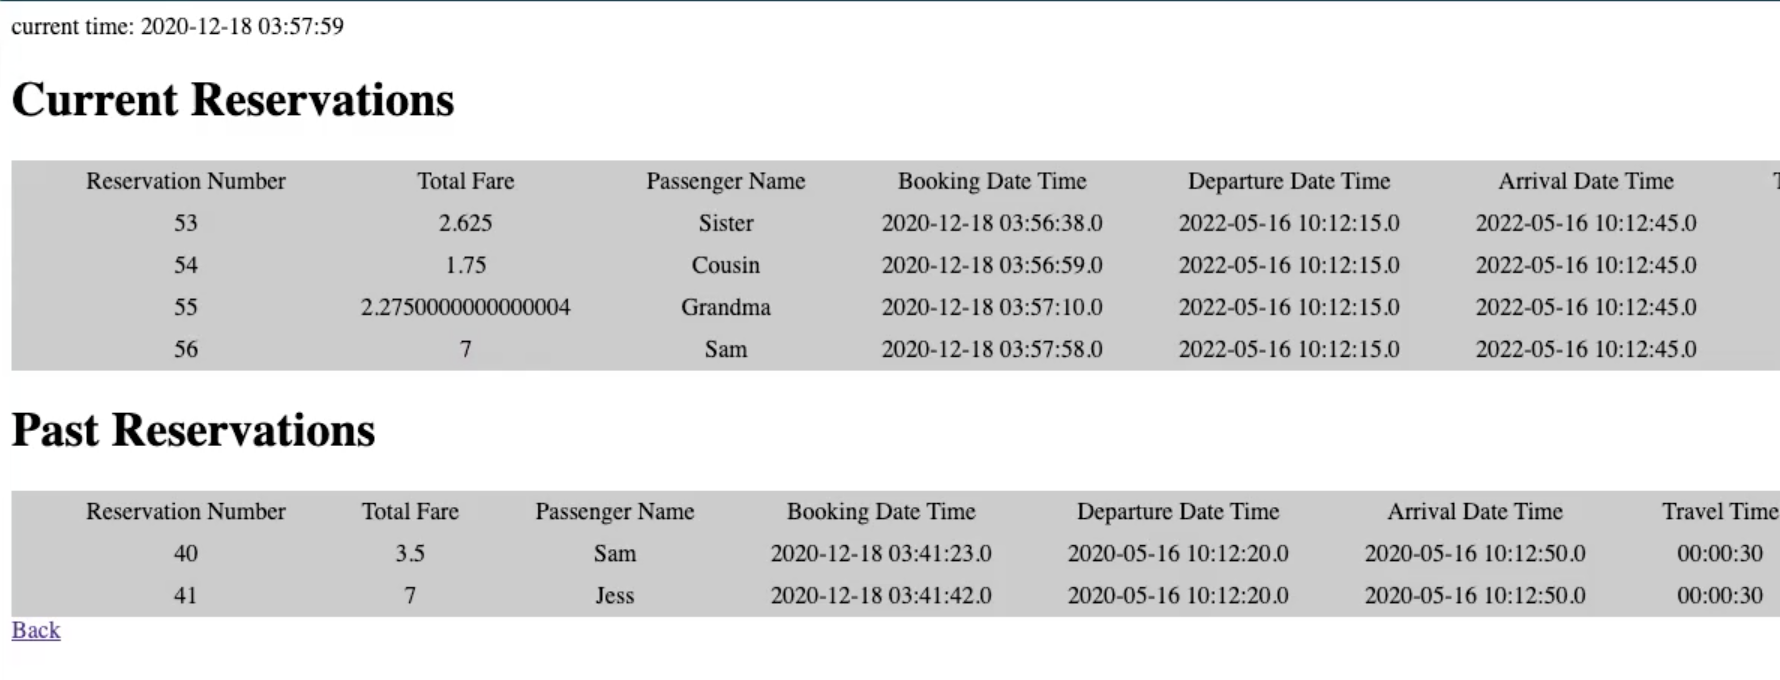 current time: 2020-12-18 03:57:59
Current Reservations
Reservation Number Total Fare Passenger Name Booking Date Time Departure Date Time Arrival Date Time
53 2.625 Sister 2020-12-18 03:56:38.0 2022-05-16 10:12:15.0 2022-05-16 10:12:45.0
54 1.75 Cousin 2020-12-18 03:56:59.0 2022-05-16 10:12:15.0 2022-05-16 10:12:45.0
55 2.2750000000000004 Grandma 2020-12-18 03:57:10.0 2022-05-16 10:12:15.0 2022-05-16 10:12:45.0
56 7 Sam 2020-12-18 03:57:58.0 2022-05-16 10:12:15.0 2022-05-16 10:12:45.0
Past Reservations
Reservation Number Total Fare Passenger Name Booking Date Time Departure Date Time Arrival Date Time Travel Time
40 3.5 Sam 2020-12-18 03:41:23.0 2020-05-16 10:12:20.0 2020-05-16 10:12:50.0 00:00:30
41 7 Jess 2020-12-18 03:41:42.0 2020-05-16 10:12:20.0 2020-05-16 10:12:50.0 00:00:30
Back